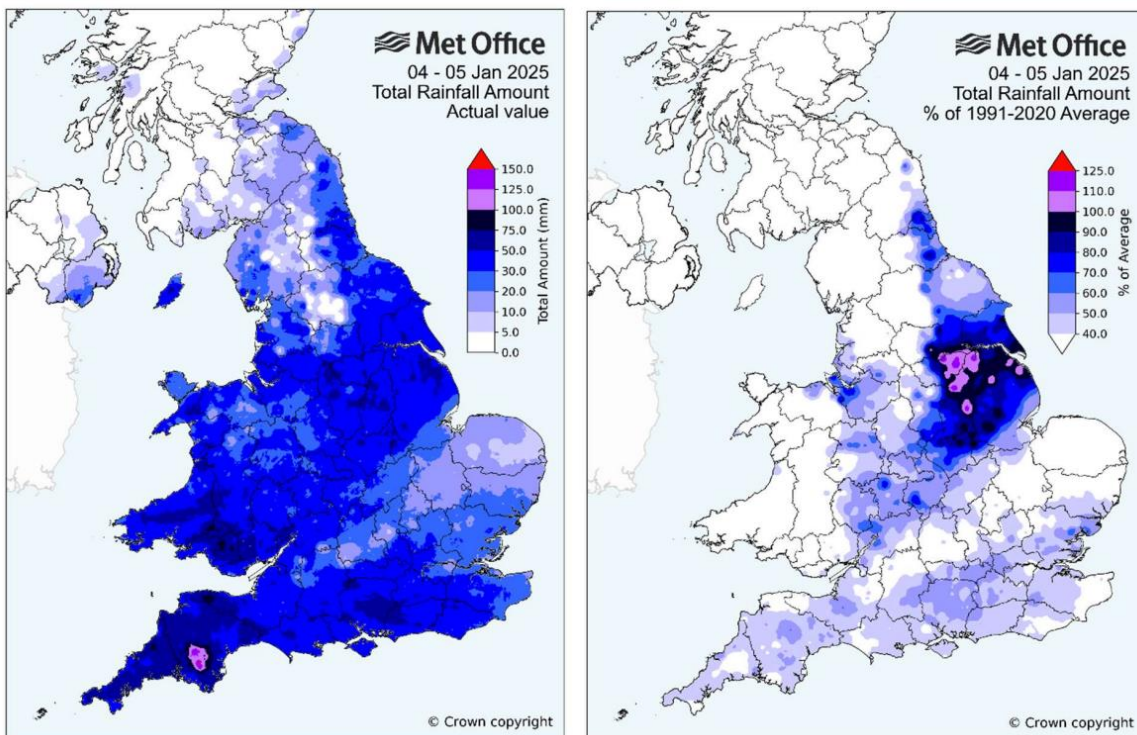 Met Office
04 - 05 Jan 2025
Total Rainfall Amount
Actual value
150.0
125.0
100.0
75.0
50.0
30.0
20.0
10.0
5.0
0.0
Total Amount (mm)
© Crown copyright
Met Office
04 - 05 Jan 2025
Total Rainfall Amount
% of 1991-2020 Average
125.0
110.0
100.0
90.0
80.0
70.0
60.0
50.0
40.0
% of Average
© Crown copyright